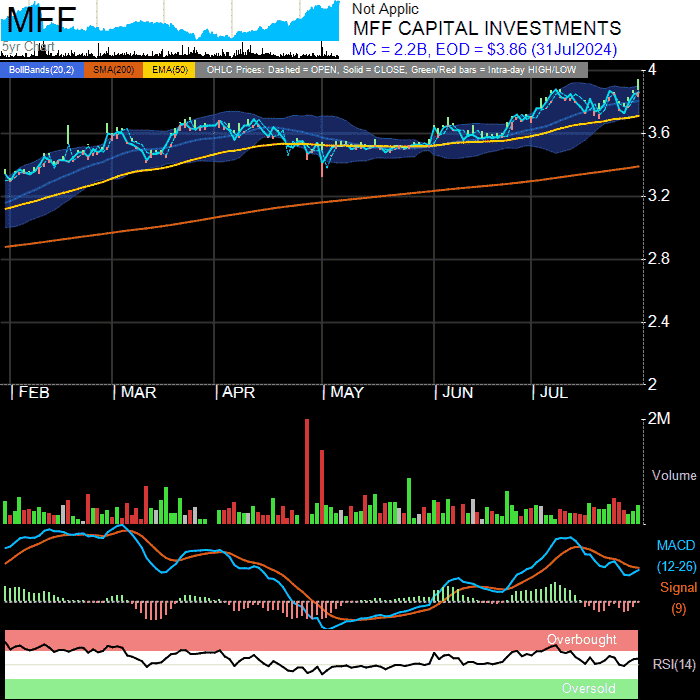 MFF
5yr Chart
Not Applic
MFF CAPITAL INVESTMENTS
MC = 2.2B, EOD = $3.86 (31Jul2024)
BollBands(20,2) SMA(200) EMA(50) OHLC Prices: Dashed = OPEN, Solid = CLOSE, Green/Red bars = Intra-day HIGH/LOW
4
3.6
3.2
2.8
2.4
2
FEB MAR APR MAY JUN JUL
2M
Volume
MACD
(12-26)
Signal
(9)
Overbought
RSI(14)
Oversold